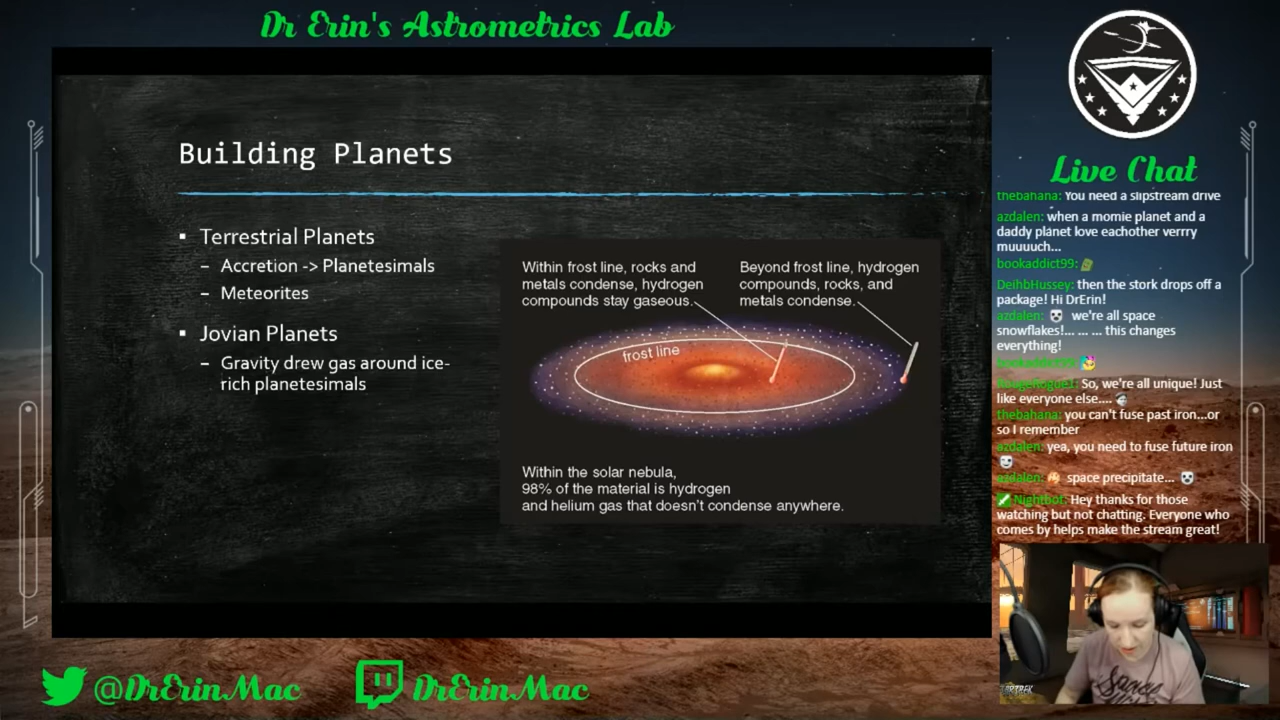 Dr Erin's Astrometrics Lab
Building Planets
▪ Terrestrial Planets
– Accretion -> Planetesimals
– Meteorites
▪ Jovian Planets
– Gravity drew gas around ice-
rich planetesimals
Within frost line, rocks and
metals condense, hydrogen
compounds stay gaseous.
Beyond frost line, hydrogen
compounds, rocks, and
metals condense.
frost line
Within the solar nebula,
98% of the material is hydrogen
and helium gas that doesn't condense anywhere.
Live Chat
thebahana: You need a slipstream drive
azdalen: when a momie planet and a
daddy planet love eachother verrry
muuuuch...
bookaddict99:
DeihbHussey: then the stork drops off a
package! Hi DrErin!
azdalen: we're all space
snowflakes!... ... ... this changes
everything!
bookaddict99:
RougeRogue1: So, we're all unique! Just
like everyone else....
thebahana: you can't fuse past iron...or
so I remember
azdalen: yea, you need to fuse future iron
azdalen: space precipitate...
Nightbot: Hey thanks for those
watching but not chatting. Everyone who
comes by helps make the stream great!
Space
@DrErinMac
DrErinMac